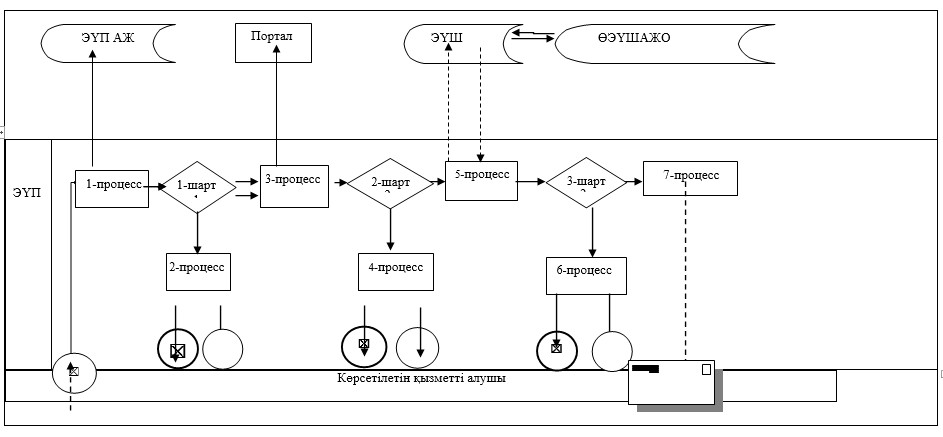 ЭҮП АЖ
Портал
ЭҮШ
ӨЭҮШАЖО
ЭҮП
1-процесс
1-шарт
3-процесс
2-шарт
5-процесс
3-шарт
7-процесс
2-процесс
4-процесс
6-процесс
Көрсетілетін қызметті алушы